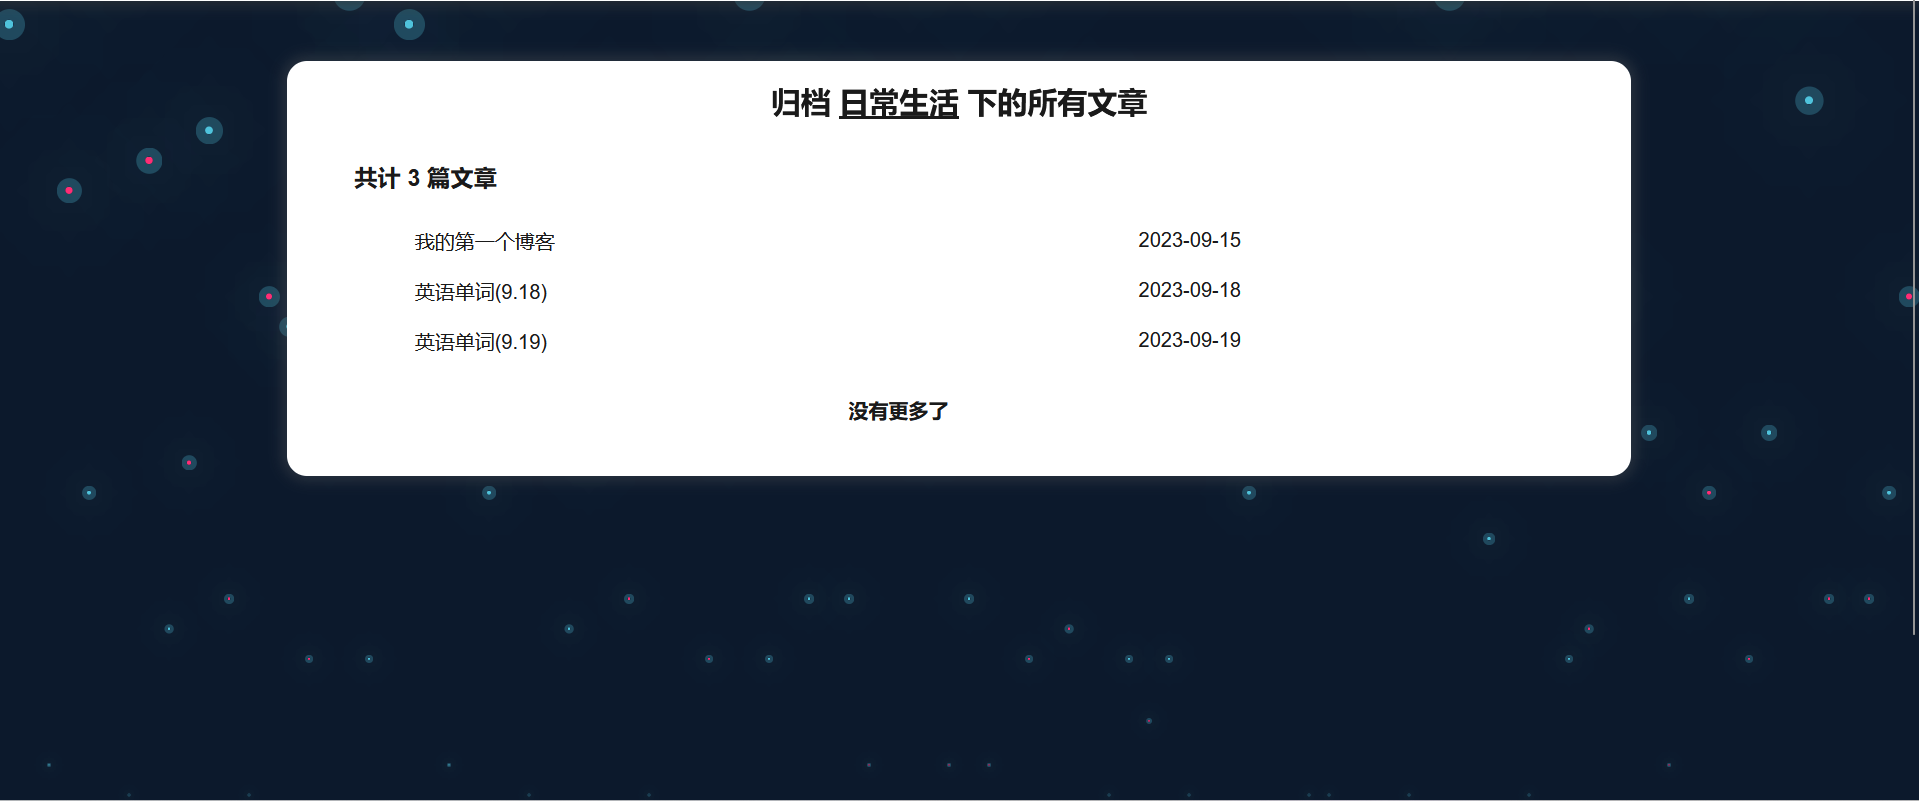 归档 日常生活 下的所有文章
共计 3 篇文章
我的第一个博客 2023-09-15
英语单词(9.18) 2023-09-18
英语单词(9.19) 2023-09-19
没有更多了